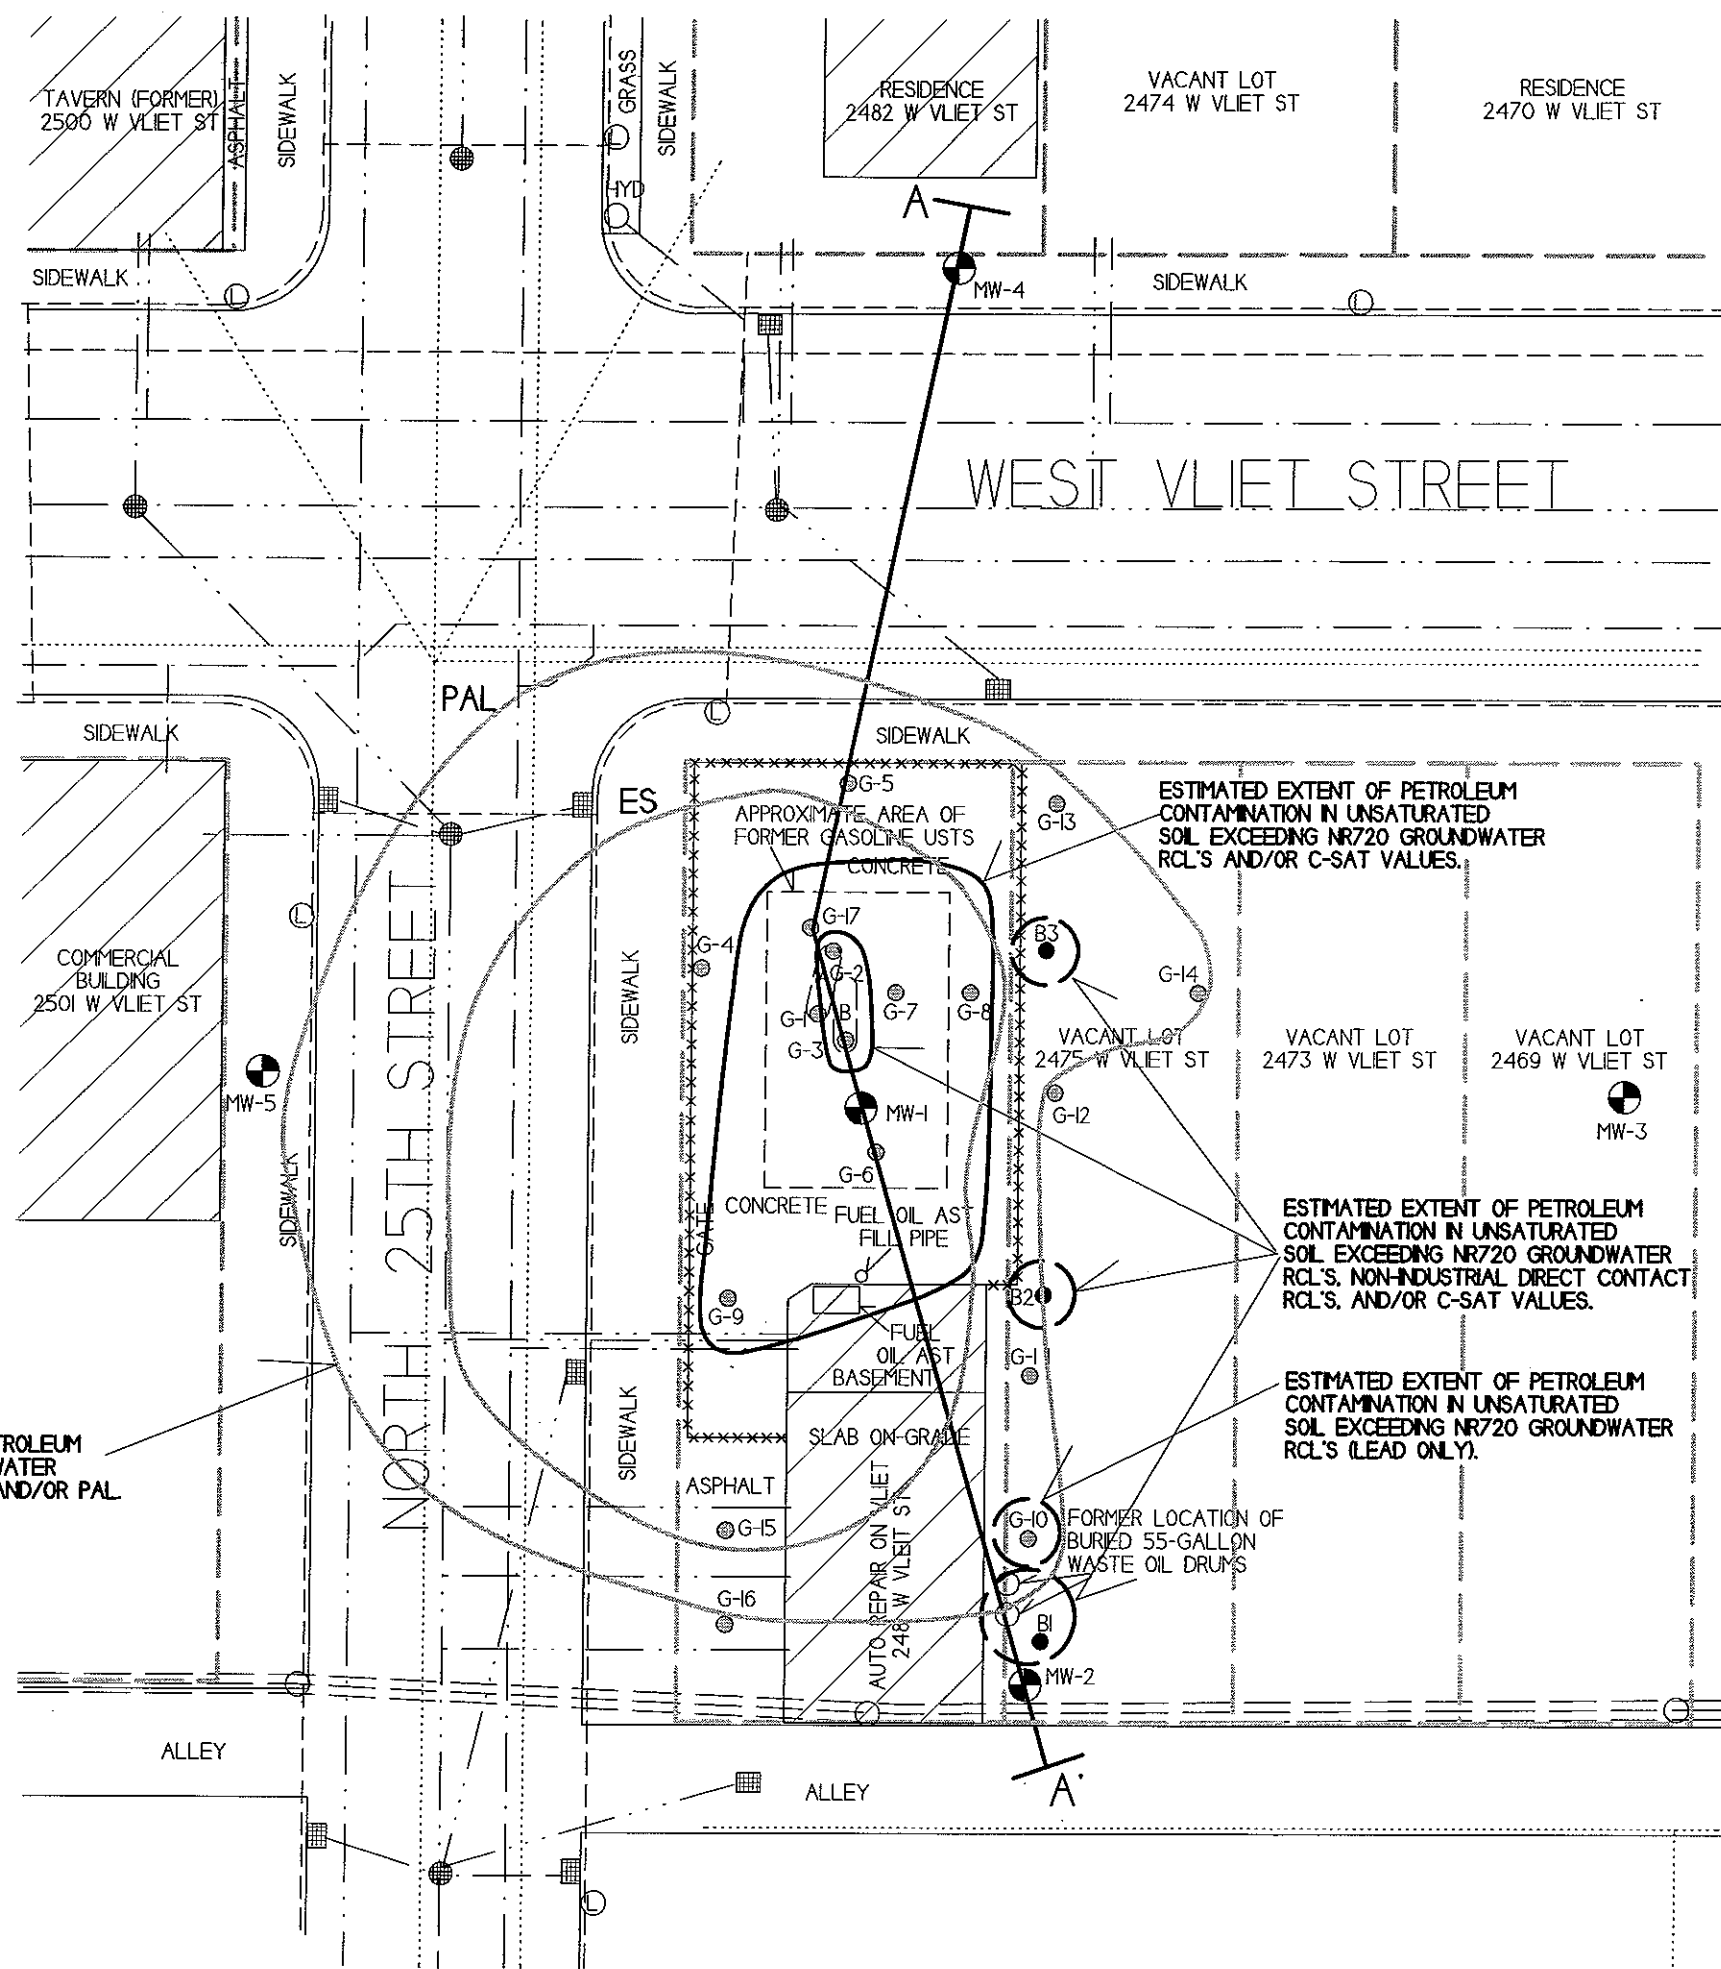 TAVERN (FORMER)
2500 W VLIET ST
ASPHALT
SIDEWALK
GRASS
SIDEWALK
HYD
RESIDENCE
2482 W VLIET ST
VACANT LOT
2474 W VLIET ST
RESIDENCE
2470 W VLIET ST
A
MW-4
SIDEWALK
L
SIDEWALK
L
WEST VLIET STREET
PAL
SIDEWALK
L
SIDEWALK
ES
G-5
APPROXIMATE AREA OF
FORMER GASOLINE USTS
CONCRETE
G-13
ESTIMATED EXTENT OF PETROLEUM
CONTAMINATION IN UNSATURATED
SOIL EXCEEDING NR720 GROUNDWATER
RCL'S AND/OR C-SAT VALUES.
L
G-17
G-4
G-2
B3
G-14
COMMERCIAL
BUILDING
2501 W VLIET ST
SIDEWALK
G-1
B
G-7
G-8
G-3
VACANT LOT
2475 W VLIET ST
VACANT LOT
2473 W VLIET ST
VACANT LOT
2469 W VLIET ST
MW-5
MW-1
G-12
MW-3
NORTH 25TH STREET
SIDEWALK
G-6
CONCRETE
GATE
FUEL OIL AST
FILL PIPE
ESTIMATED EXTENT OF PETROLEUM
CONTAMINATION IN UNSATURATED
SOIL EXCEEDING NR720 GROUNDWATER
RCL'S, NON-INDUSTRIAL DIRECT CONTACT
RCL'S, AND/OR C-SAT VALUES.
G-9
B2
FUEL
OIL AST
BASEMENT
G-11
ESTIMATED EXTENT OF PETROLEUM
CONTAMINATION IN UNSATURATED
SOIL EXCEEDING NR720 GROUNDWATER
RCL'S (LEAD ONLY).
SIDEWALK
SLAB ON-GRADE
TROLEUM
WATER
AND/OR PAL.
ASPHALT
G-15
AUTO REPAIR ON VLIET
248 W VLEIT ST
G-10
FORMER LOCATION OF
BURIED 55-GALLON
WASTE OIL DRUMS
G-16
B1
MW-2
ALLEY
ALLEY
A'
L